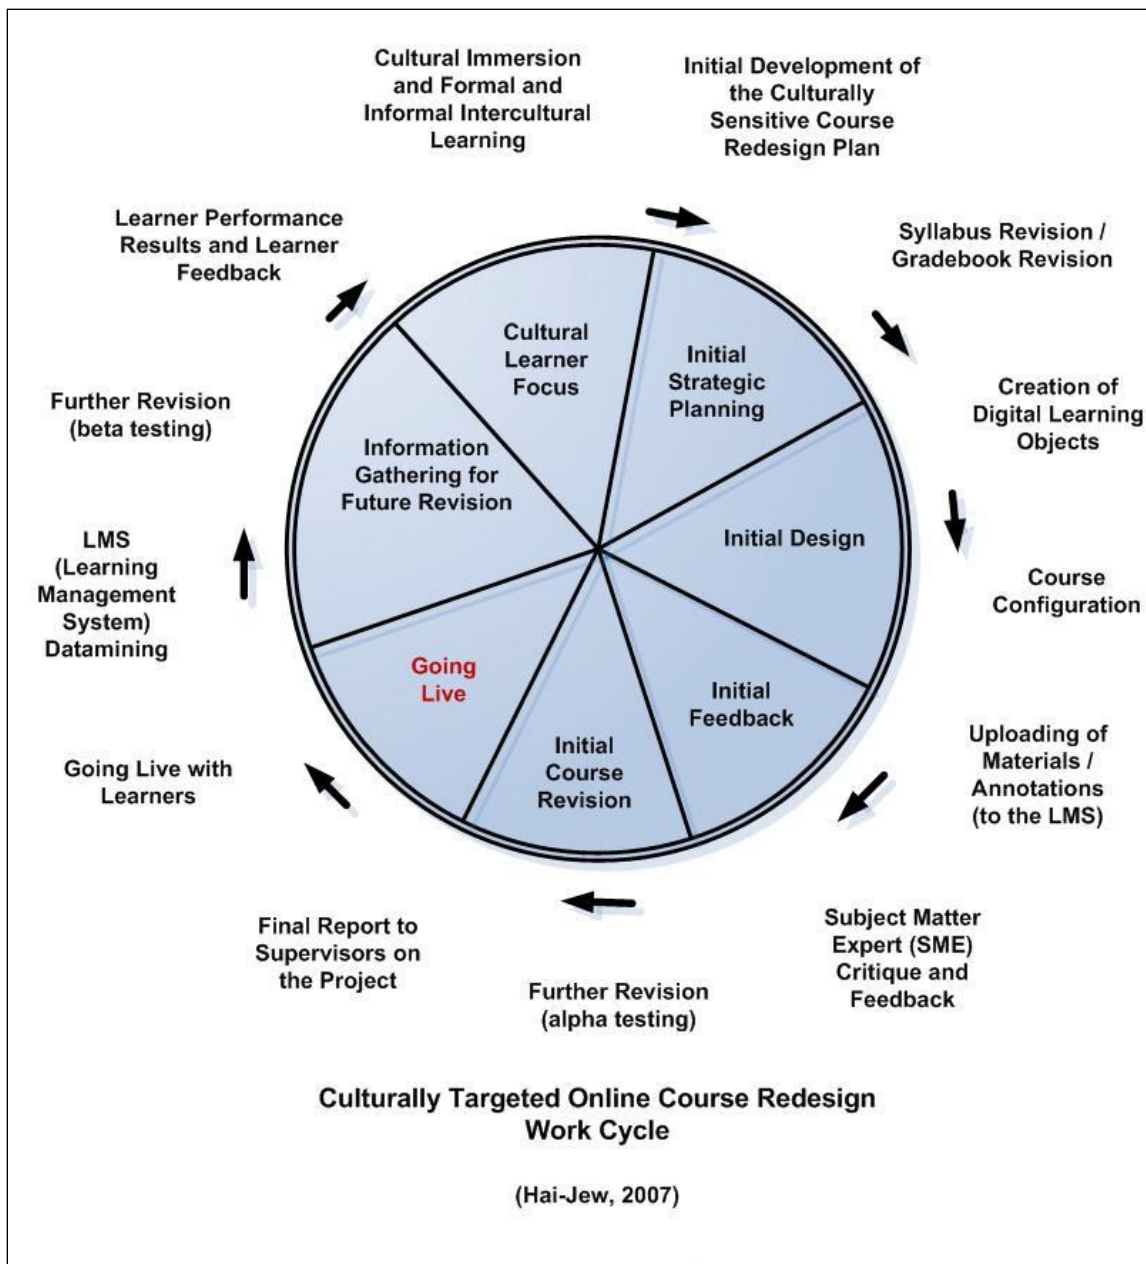 Cultural Immersion
and Formal and
Informal Intercultural
Learning
Initial Development of
the Culturally
Sensitive Course
Redesign Plan
Syllabus Revision /
Gradebook Revision
Creation of
Digital Learning
Objects
Course
Configuration
Uploading of
Materials /
Annotations
(to the LMS)
Subject Matter
Expert (SME)
Critique and
Feedback
Further Revision
(alpha testing)
Final Report to
Supervisors on
the Project
Going Live with
Learners
LMS
(Learning
Management
System)
Datamining
Further Revision
(beta testing)
Learner Performance
Results and Learner
Feedback
Cultural
Learner
Focus
Initial
Strategic
Planning
Initial Design
Initial
Feedback
Initial
Course
Revision
Going
Live
Information
Gathering for
Future Revision
Culturally Targeted Online Course Redesign
Work Cycle
(Hai-Jew, 2007)